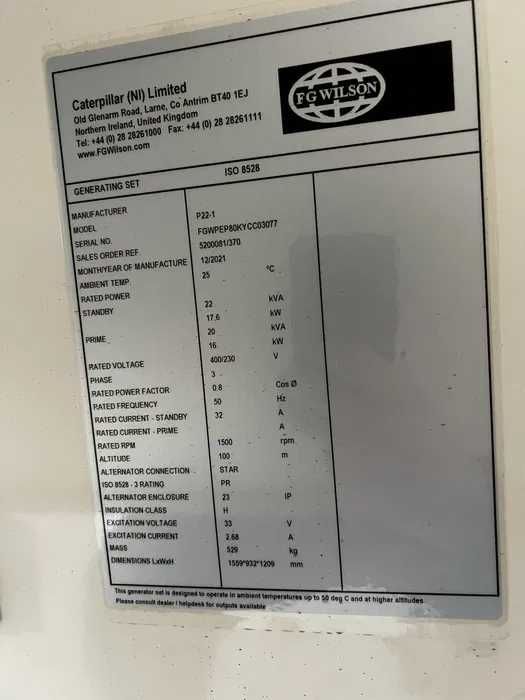 Caterpillar (NI) Limited
Old Glenarm Road, Larne, Co Antrim BT40 1EJ
Northern Ireland, United Kingdom
Tel: +44 (0) 28 28261000 Fax: +44 (0) 28 28261111
www.FGWilson.com
FG WILSON
GENERATING SET ISO 8528
MANUFACTURER
MODEL P22-1
SERIAL NO. FGWPEP80KYCC03077
SALES ORDER REF 5200081/370
MONTH/YEAR OF MANUFACTURE 12/2021
AMBIENT TEMP 25 °C
RATED POWER
STANDBY 22 kVA
17.6 kW
PRIME 20 kVA
16 kW
RATED VOLTAGE 400/230 V
PHASE 3
RATED POWER FACTOR 0.8 Cos Ø
RATED FREQUENCY 50 Hz
RATED CURRENT - STANDBY 32 A
RATED CURRENT - PRIME A
RATED RPM 1500 rpm
ALTITUDE 100 m
ALTERNATOR CONNECTION STAR
ISO 8528 - 3 RATING PR
ALTERNATOR ENCLOSURE 23 IP
INSULATION CLASS H
EXCITATION VOLTAGE 33 V
EXCITATION CURRENT 2.68 A
MASS 529 kg
DIMENSIONS LxWxH 1559*932*1209 mm
This generator set is designed to operate in ambient temperatures up to 50 deg C and at higher altitudes
Please consult dealer / helpdesk for outputs available